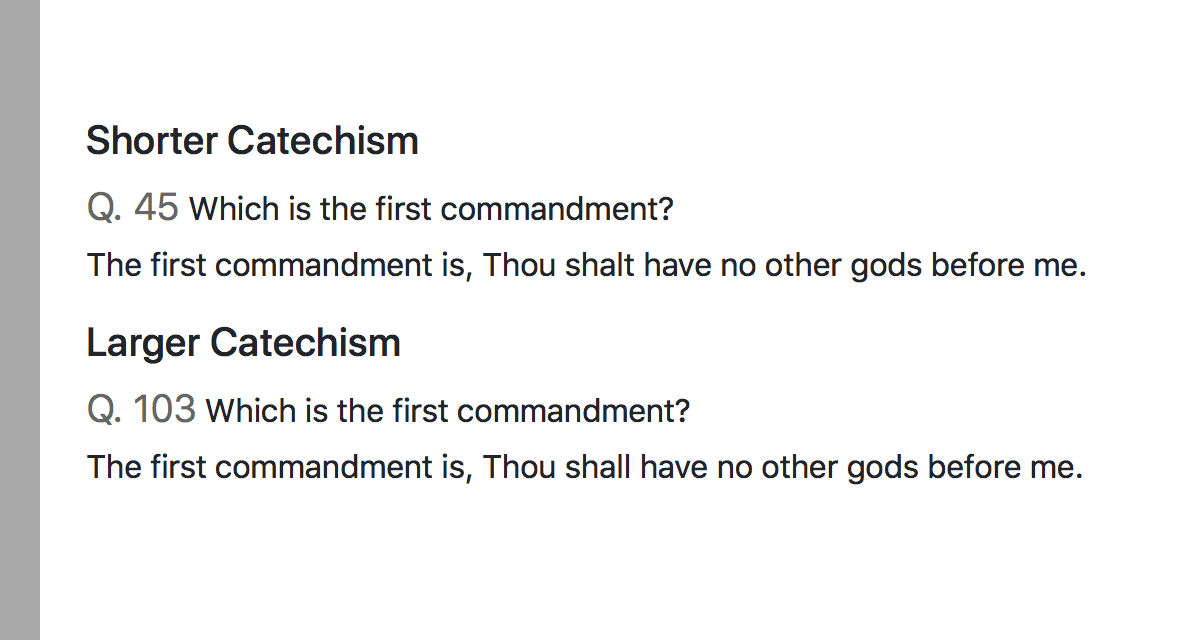 Shorter Catechism
Q. 45 Which is the first commandment?
The first commandment is, Thou shalt have no other gods before me.
Larger Catechism
Q. 103 Which is the first commandment?
The first commandment is, Thou shall have no other gods before me.